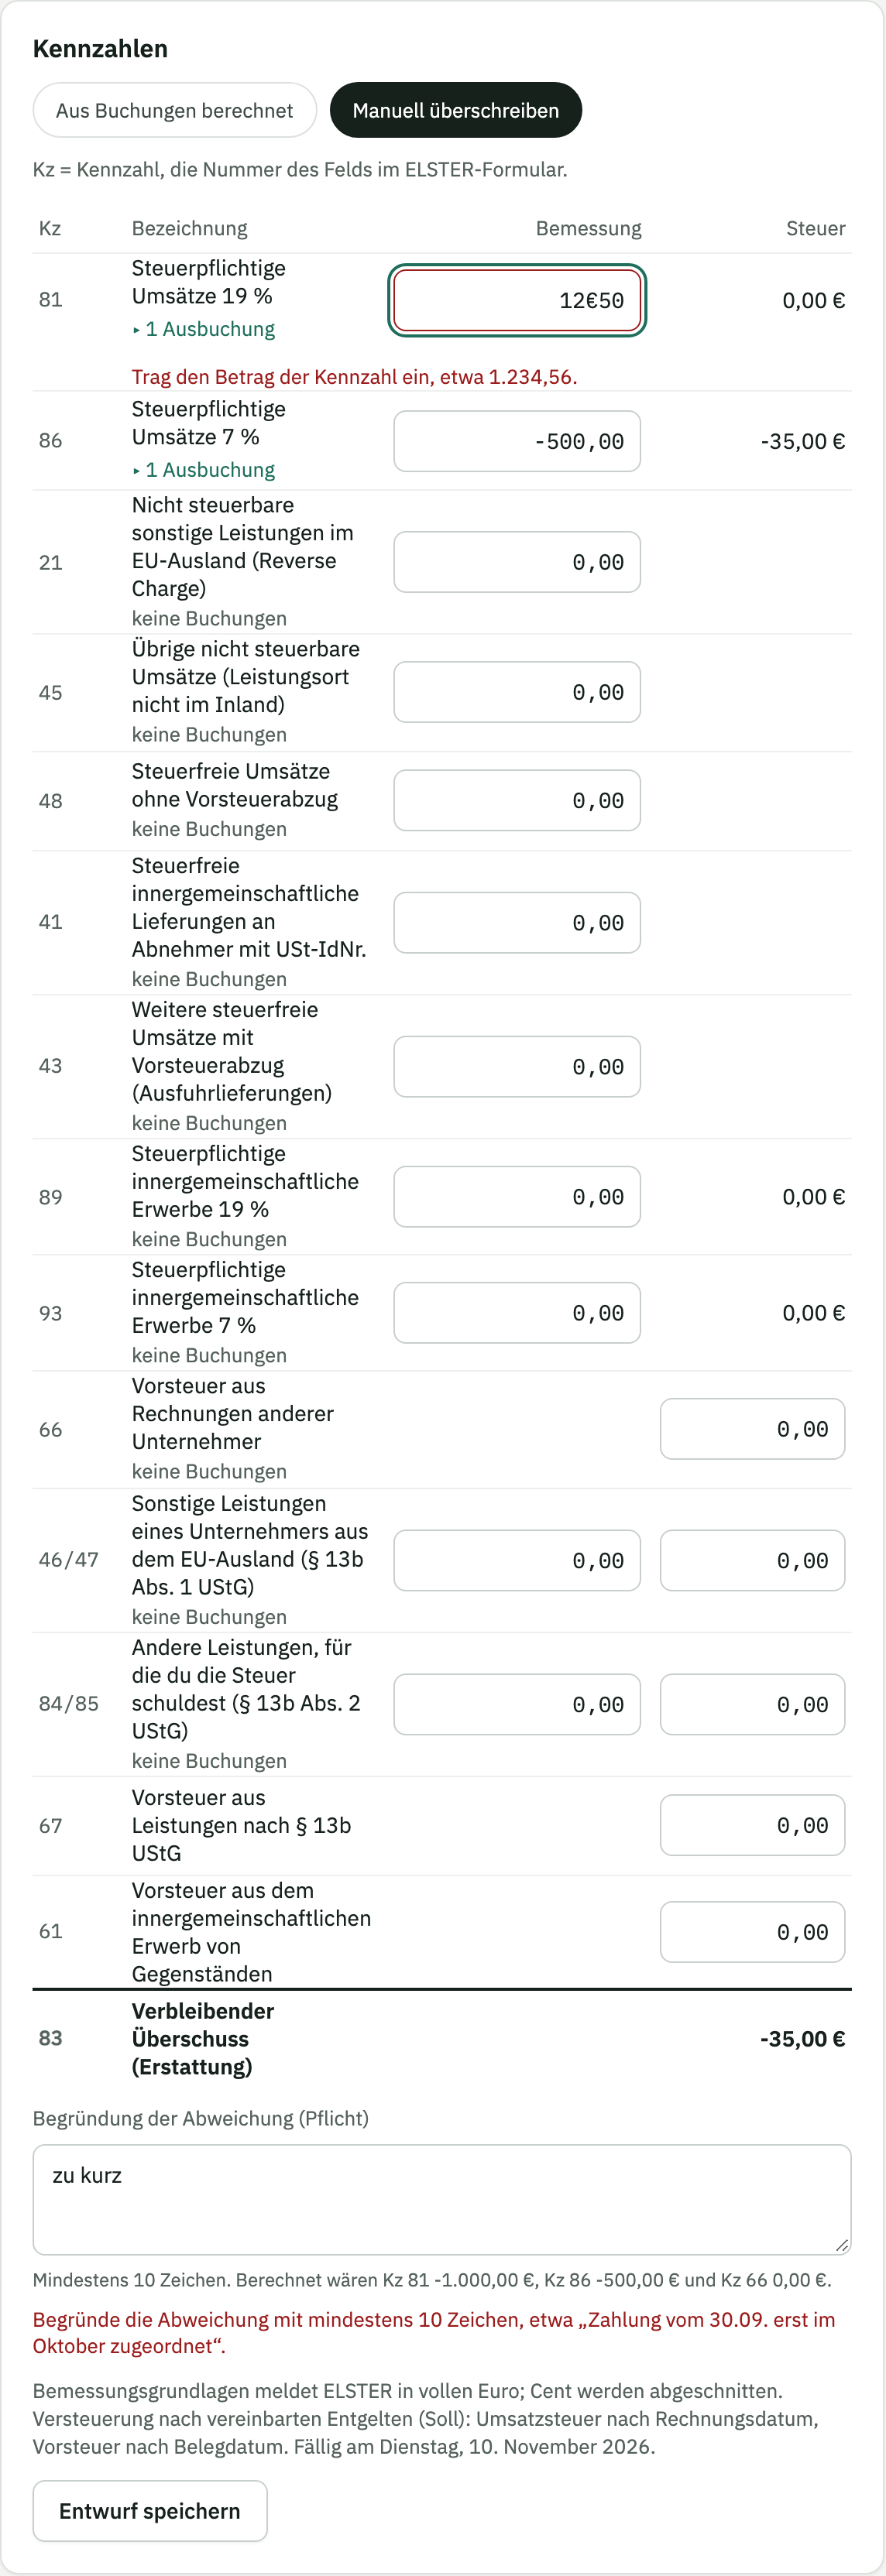 Kennzahlen
Aus Buchungen berechnet
Manuell überschreiben
Kz = Kennzahl, die Nummer des Felds im ELSTER-Formular.
Kz Bezeichnung Bemessung Steuer
Steuerpflichtige
Umsätze 19 %
81 12€50 0,00 €
▸ 1 Ausbuchung
Trag den Betrag der Kennzahl ein, etwa 1.234,56.
Steuerpflichtige
Umsätze 7 %
86 -500,00 -35,00 €
▸ 1 Ausbuchung
Nicht steuerbare
sonstige Leistungen im
21 EU-Ausland (Reverse 0,00
Charge)
keine Buchungen
Übrige nicht steuerbare
Umsätze (Leistungsort
45 0,00
nicht im Inland)
keine Buchungen
Steuerfreie Umsätze
48 ohne Vorsteuerabzug 0,00
keine Buchungen
Steuerfreie
innergemeinschaftliche
41 Lieferungen an 0,00
Abnehmer mit USt-IdNr.
keine Buchungen
Weitere steuerfreie
Umsätze mit
43 Vorsteuerabzug 0,00
(Ausfuhrlieferungen)
keine Buchungen
Steuerpflichtige
innergemeinschaftliche
89 Erwerbe 19 % 0,00 0,00 €
keine Buchungen
Steuerpflichtige
innergemeinschaftliche
93 Erwerbe 7 % 0,00 0,00 €
keine Buchungen
Vorsteuer aus
Rechnungen anderer
66 Unternehmer 0,00
keine Buchungen
Sonstige Leistungen
eines Unternehmers aus
46/47 dem EU-Ausland (§ 13b 0,00 0,00
Abs. 1 UStG)
keine Buchungen
Andere Leistungen, für
die du die Steuer
84/85 schuldest (§ 13b Abs. 2 0,00 0,00
UStG)
keine Buchungen
Vorsteuer aus
67 Leistungen nach § 13b 0,00
UStG
Vorsteuer aus dem
innergemeinschaftlichen
61 Erwerb von 0,00
Gegenständen
Verbleibender
83 Überschuss -35,00 €
(Erstattung)
Begründung der Abweichung (Pflicht)
zu kurz
Mindestens 10 Zeichen. Berechnet wären Kz 81 -1.000,00 €, Kz 86 -500,00 € und Kz 66 0,00 €.
Begründe die Abweichung mit mindestens 10 Zeichen, etwa „Zahlung vom 30.09. erst im
Oktober zugeordnet“.
Bemessungsgrundlagen meldet ELSTER in vollen Euro; Cent werden abgeschnitten.
Versteuerung nach vereinbarten Entgelten (Soll): Umsatzsteuer nach Rechnungsdatum,
Vorsteuer nach Belegdatum. Fällig am Dienstag, 10. November 2026.
Entwurf speichern